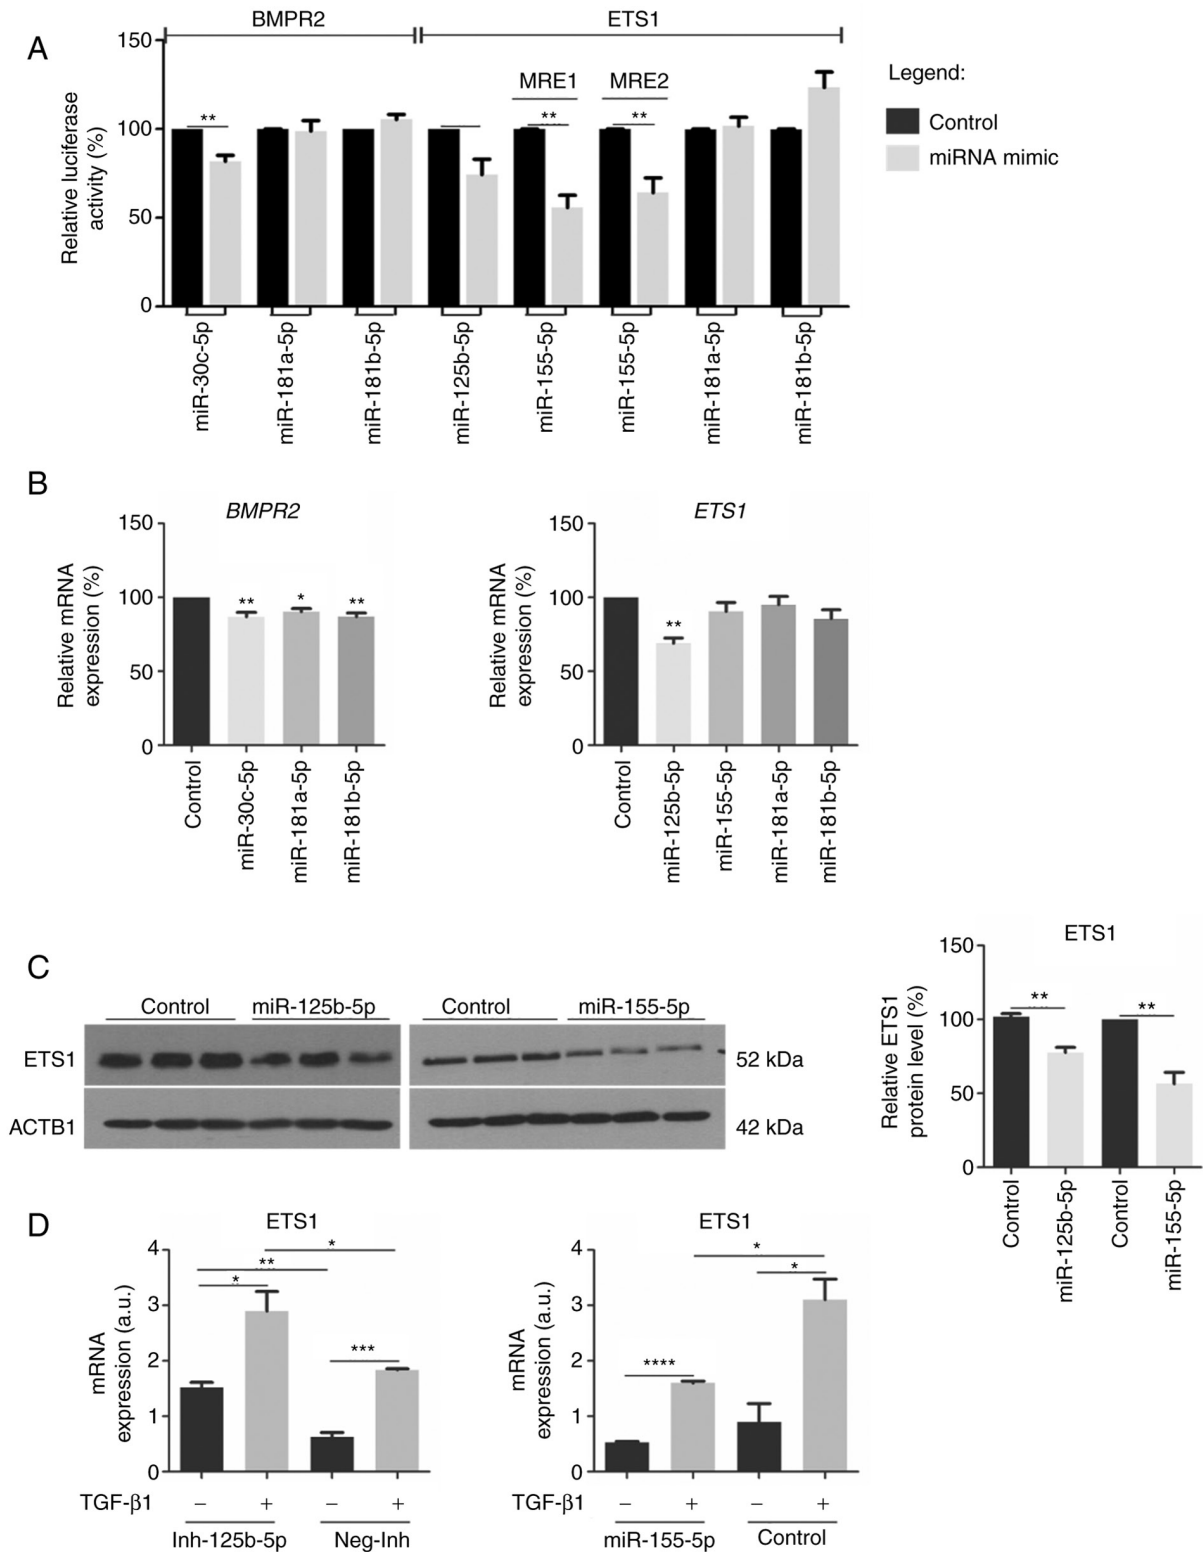 A
BMPR2
ETS1
150
100
50
0
Relative luciferase
activity (%)
**
MRE1
**
MRE2
**
miR-30c-5p
miR-181a-5p
miR-181b-5p
miR-125b-5p
miR-155-5p
miR-155-5p
miR-181a-5p
miR-181b-5p
Legend:
Control
miRNA mimic
B
BMPR2
150
100
50
0
Relative mRNA
expression (%)
**
*
**
Control
miR-30c-5p
miR-181a-5p
miR-181b-5p
ETS1
150
100
50
0
Relative mRNA
expression (%)
**
Control
miR-125b-5p
miR-155-5p
miR-181a-5p
miR-181b-5p
C
Control
miR-125b-5p
Control
miR-155-5p
ETS1
52 kDa
ACTB1
42 kDa
ETS1
150
100
50
0
Relative ETS1
protein level (%)
**
**
Control
miR-125b-5p
Control
miR-155-5p
D
ETS1
4
3
2
1
0
mRNA
expression (a.u.)
*
**
*
***
TGF-β1 − + − +
Inh-125b-5p
Neg-Inh
ETS1
4
3
2
1
0
mRNA
expression (a.u.)
*
*
****
TGF-β1 − + − +
miR-155-5p
Control